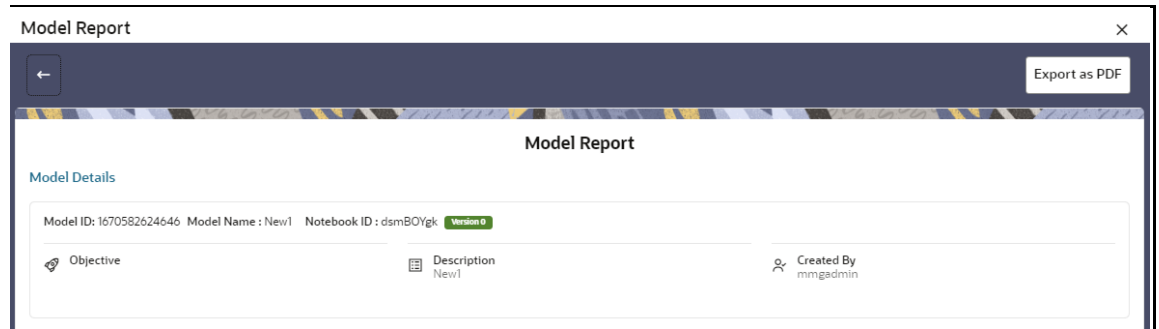 Model Report
Export as PDF
Model Report
Model Details
Model ID: 1670582624646 Model Name : New1 Notebook ID : dsmBOYgk Version 0
Objective
Description
New1
Created By
mmgadmin